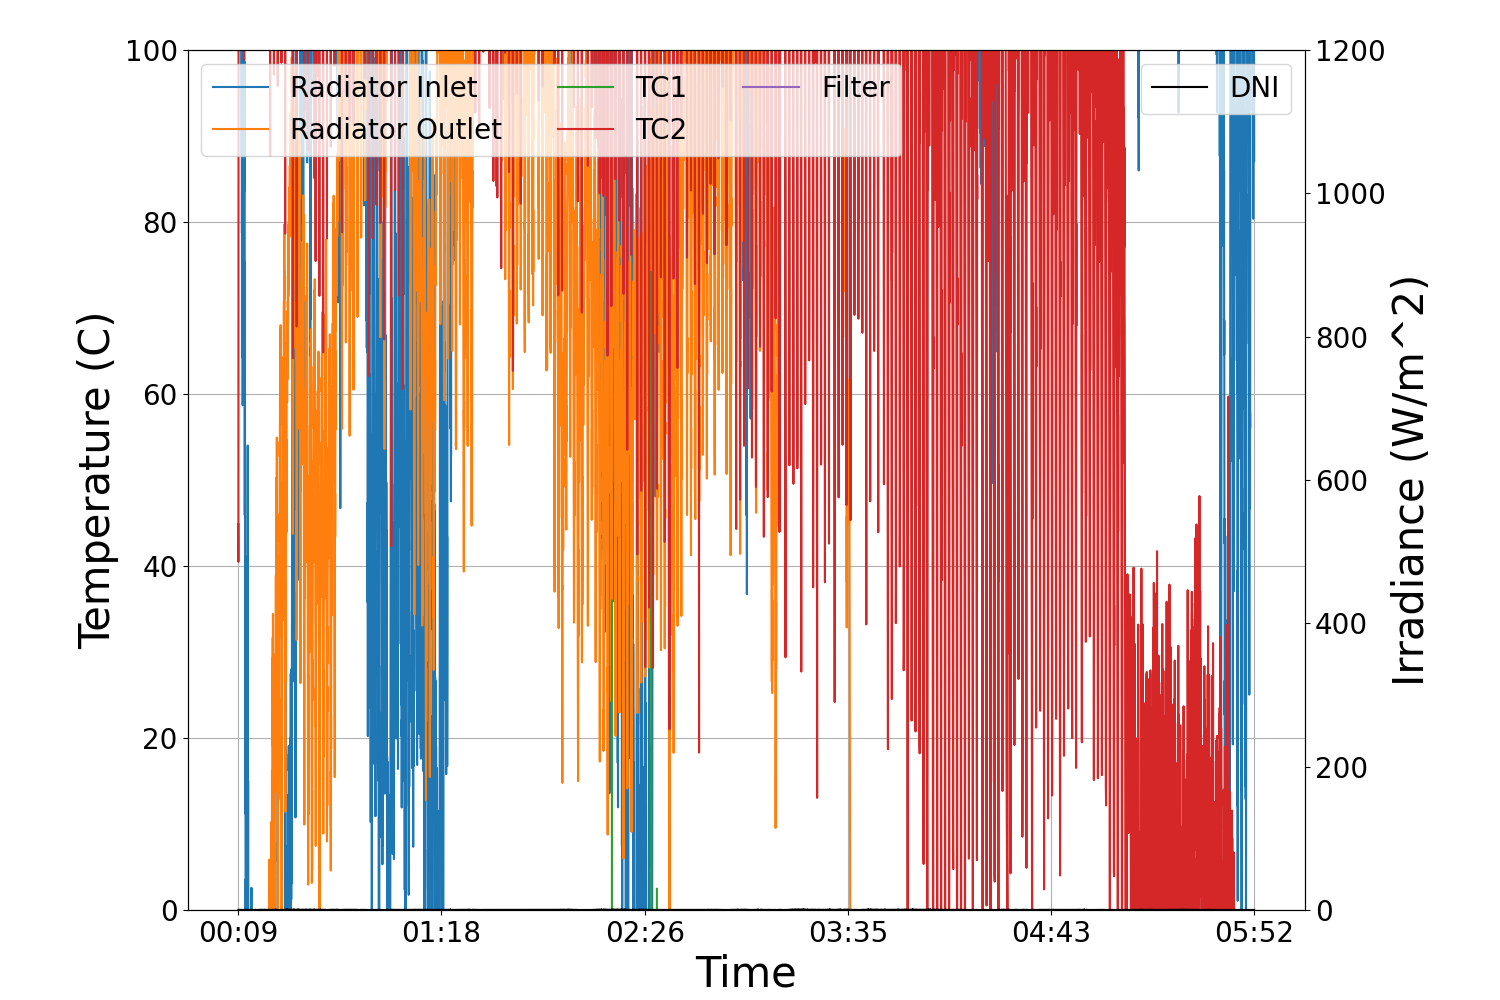 100
80
60
40
20
0
Temperature (C)
Radiator Inlet
Radiator Outlet
TC1
TC2
Filter
DNI
1200
1000
800
600
400
200
0
Irradiance (W/m^2)
00:09
01:18
02:26
03:35
04:43
05:52
Time